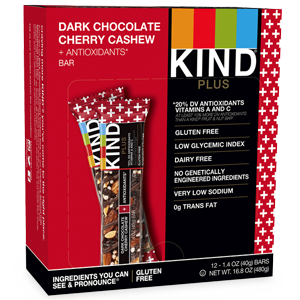 DARK CHOCOLATE
CHERRY CASHEW
+ ANTIOXIDANTS*
BAR
KIND
PLUS
*20% DV ANTIOXIDANTS
VITAMINS A AND C
GLUTEN FREE
LOW GLYCEMIC INDEX
DAIRY FREE
NO GENETICALLY
ENGINEERED INGREDIENTS
VERY LOW SODIUM
0g TRANS FAT
12 - 1.4 OZ (40g) BARS
NET WT. 16.8 OZ (480g)
INGREDIENTS YOU CAN
SEE & PRONOUNCE®
GLUTEN
FREE
KIND